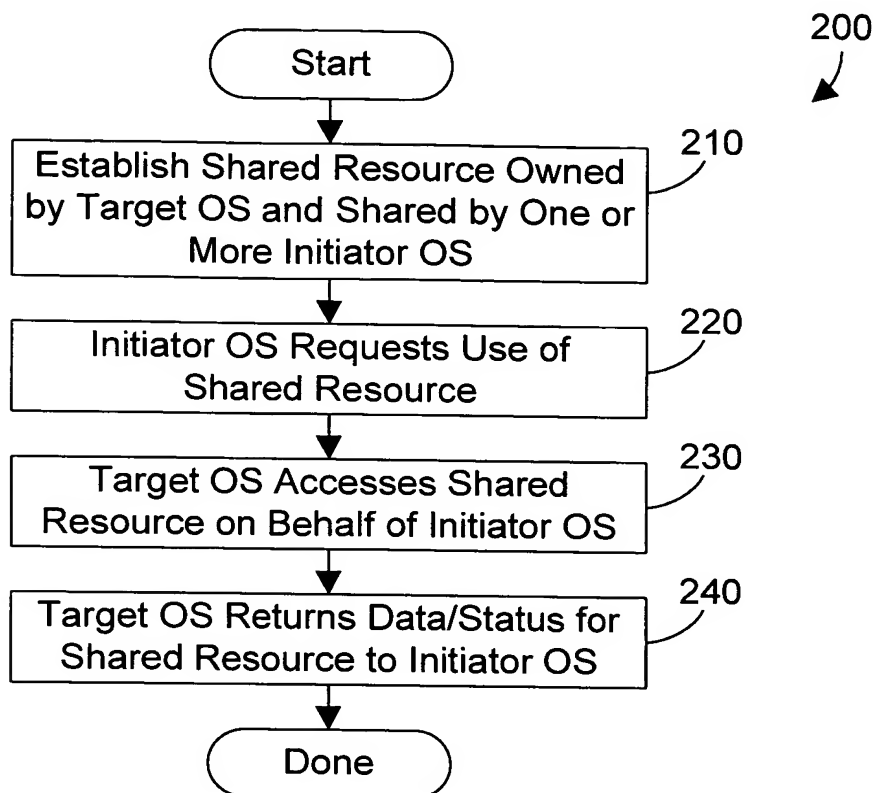 200
Start
210
Establish Shared Resource Owned
by Target OS and Shared by One or
More Initiator OS
220
Initiator OS Requests Use of
Shared Resource
230
Target OS Accesses Shared
Resource on Behalf of Initiator OS
240
Target OS Returns Data/Status for
Shared Resource to Initiator OS
Done